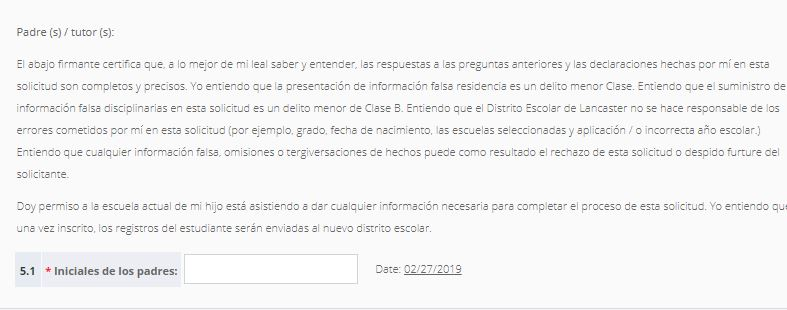 Padre (s) / tutor (s):
El abajo firmante certifica que, a lo mejor de mi leal saber y entender, las respuestas a las preguntas anteriores y las declaraciones hechas por mí en esta
solicitud son completos y precisos. Yo entiendo que la presentación de información falsa residencia es un delito menor Clase. Entiendo que el suministro de
información falsa disciplinarias en esta solicitud es un delito menor de Clase B. Entiendo que el Distrito Escolar de Lancaster no se hace responsable de los
errores cometidos por mí en esta solicitud (por ejemplo, grado, fecha de nacimiento, las escuelas seleccionadas y aplicación / o incorrecta año escolar.)
Entiendo que cualquier información falsa, omisiones o tergiversaciones de hechos puede como resultado el rechazo de esta solicitud o despido furture del
solicitante.
Doy permiso a la escuela actual de mi hijo está asistiendo a dar cualquier información necesaria para completar el proceso de esta solicitud. Yo entiendo que
una vez inscrito, los registros del estudiante serán enviadas al nuevo distrito escolar.
5.1 * Iniciales de los padres: Date: 02/27/2019